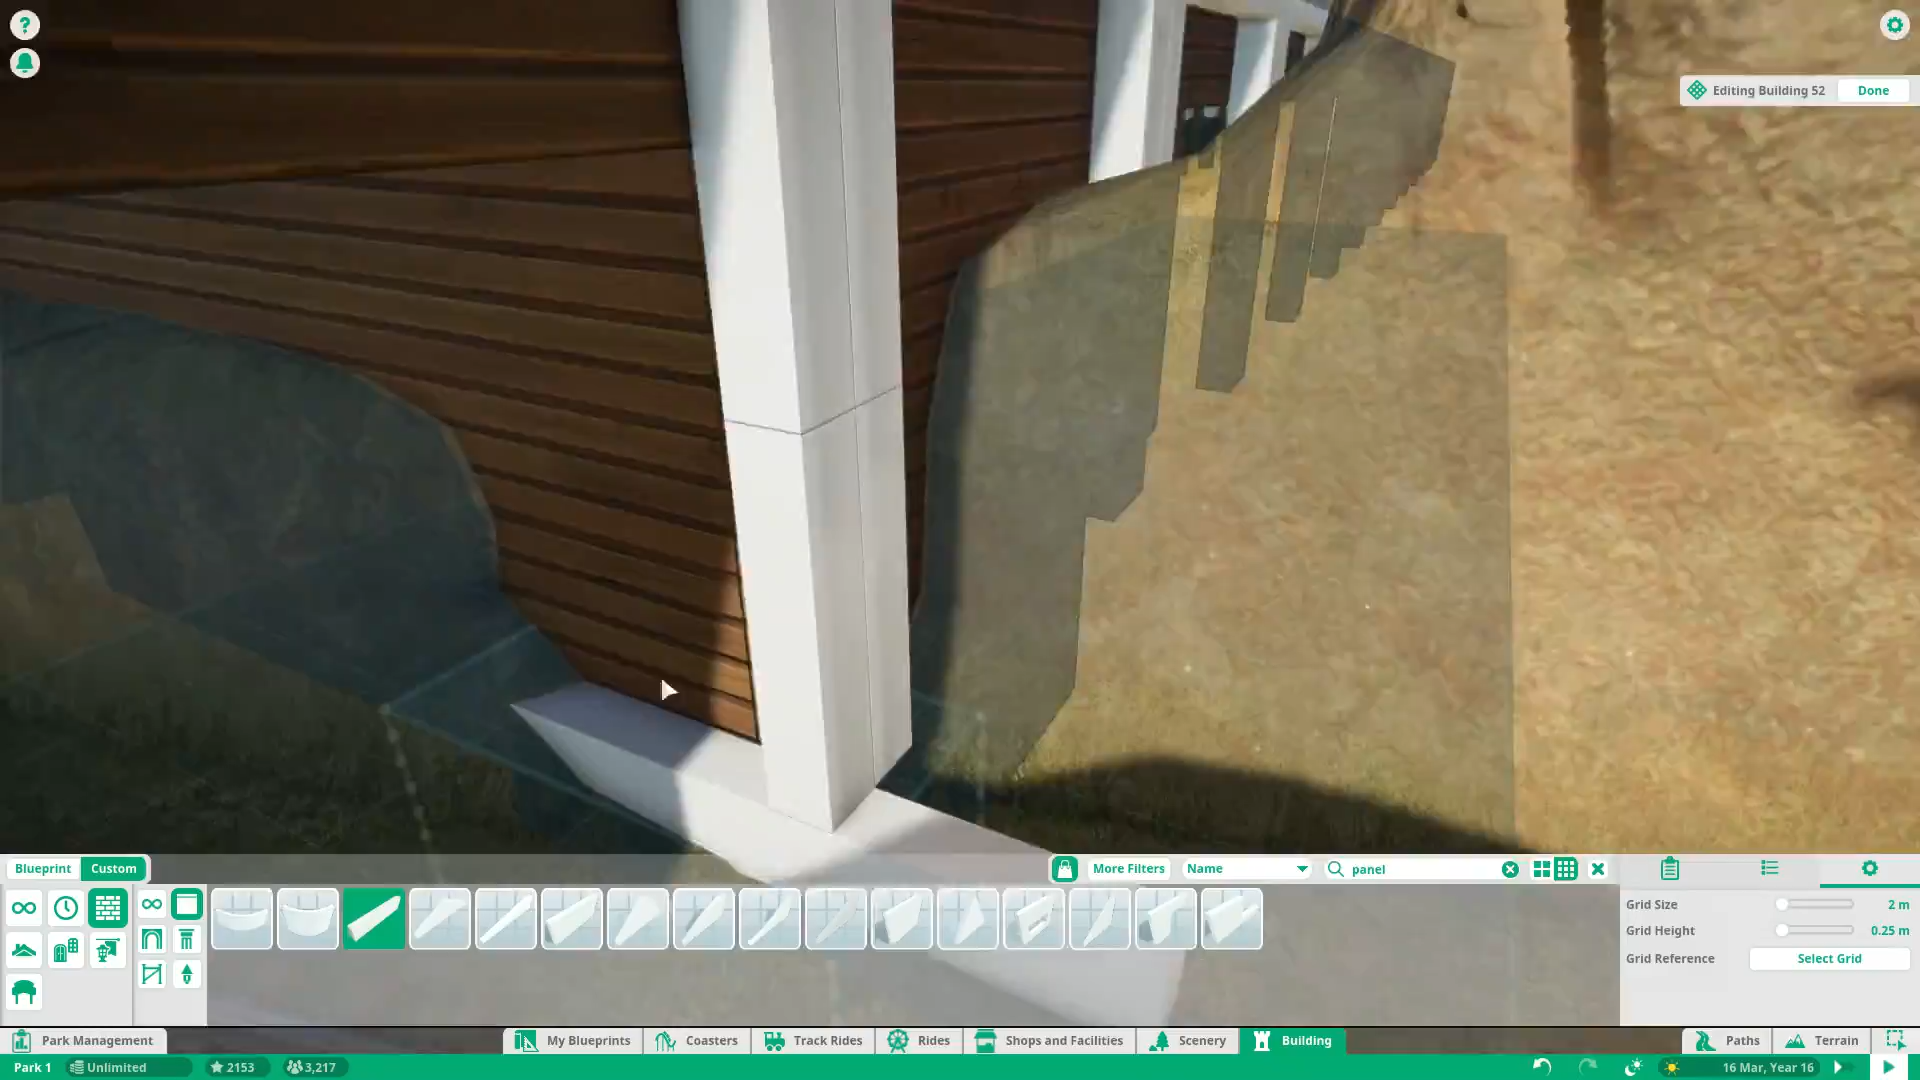 ?
Editing Building 52 Done
Blueprint Custom More Filters Name panel
Grid Size 2 m
Grid Height 0.25 m
Grid Reference Select Grid
Park Management My Blueprints Coasters Track Rides Rides Shops and Facilities Scenery Building Paths Terrain
Park 1 Unlimited 2153 3,217 16 Mar, Year 16